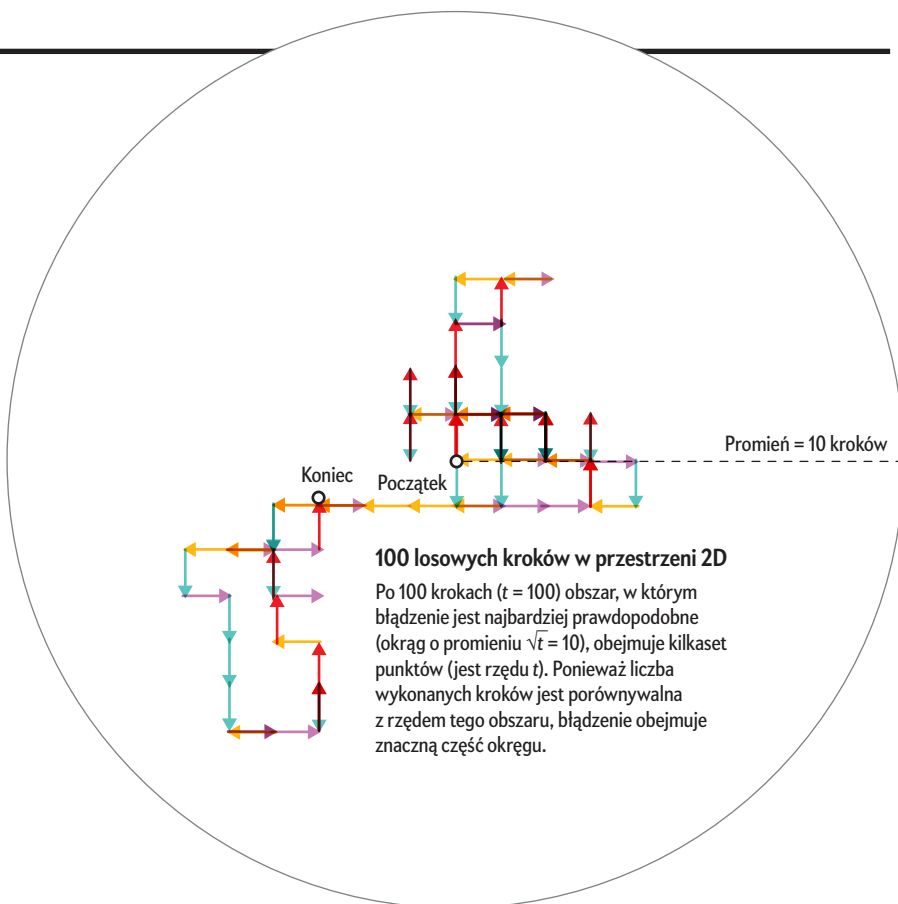 Promień = 10 kroków
Koniec
Początek
100 losowych kroków w przestrzeni 2D
Po 100 krokach (t = 100) obszar, w którym
błądzenie jest najbardziej prawdopodobne
(okrąg o promieniu √t = 10), obejmuje kilkaset
punktów (jest rzędu t). Ponieważ liczba
wykonanych kroków jest porównywalna
z rzędem tego obszaru, błądzenie obejmuje
znaczną część okręgu.